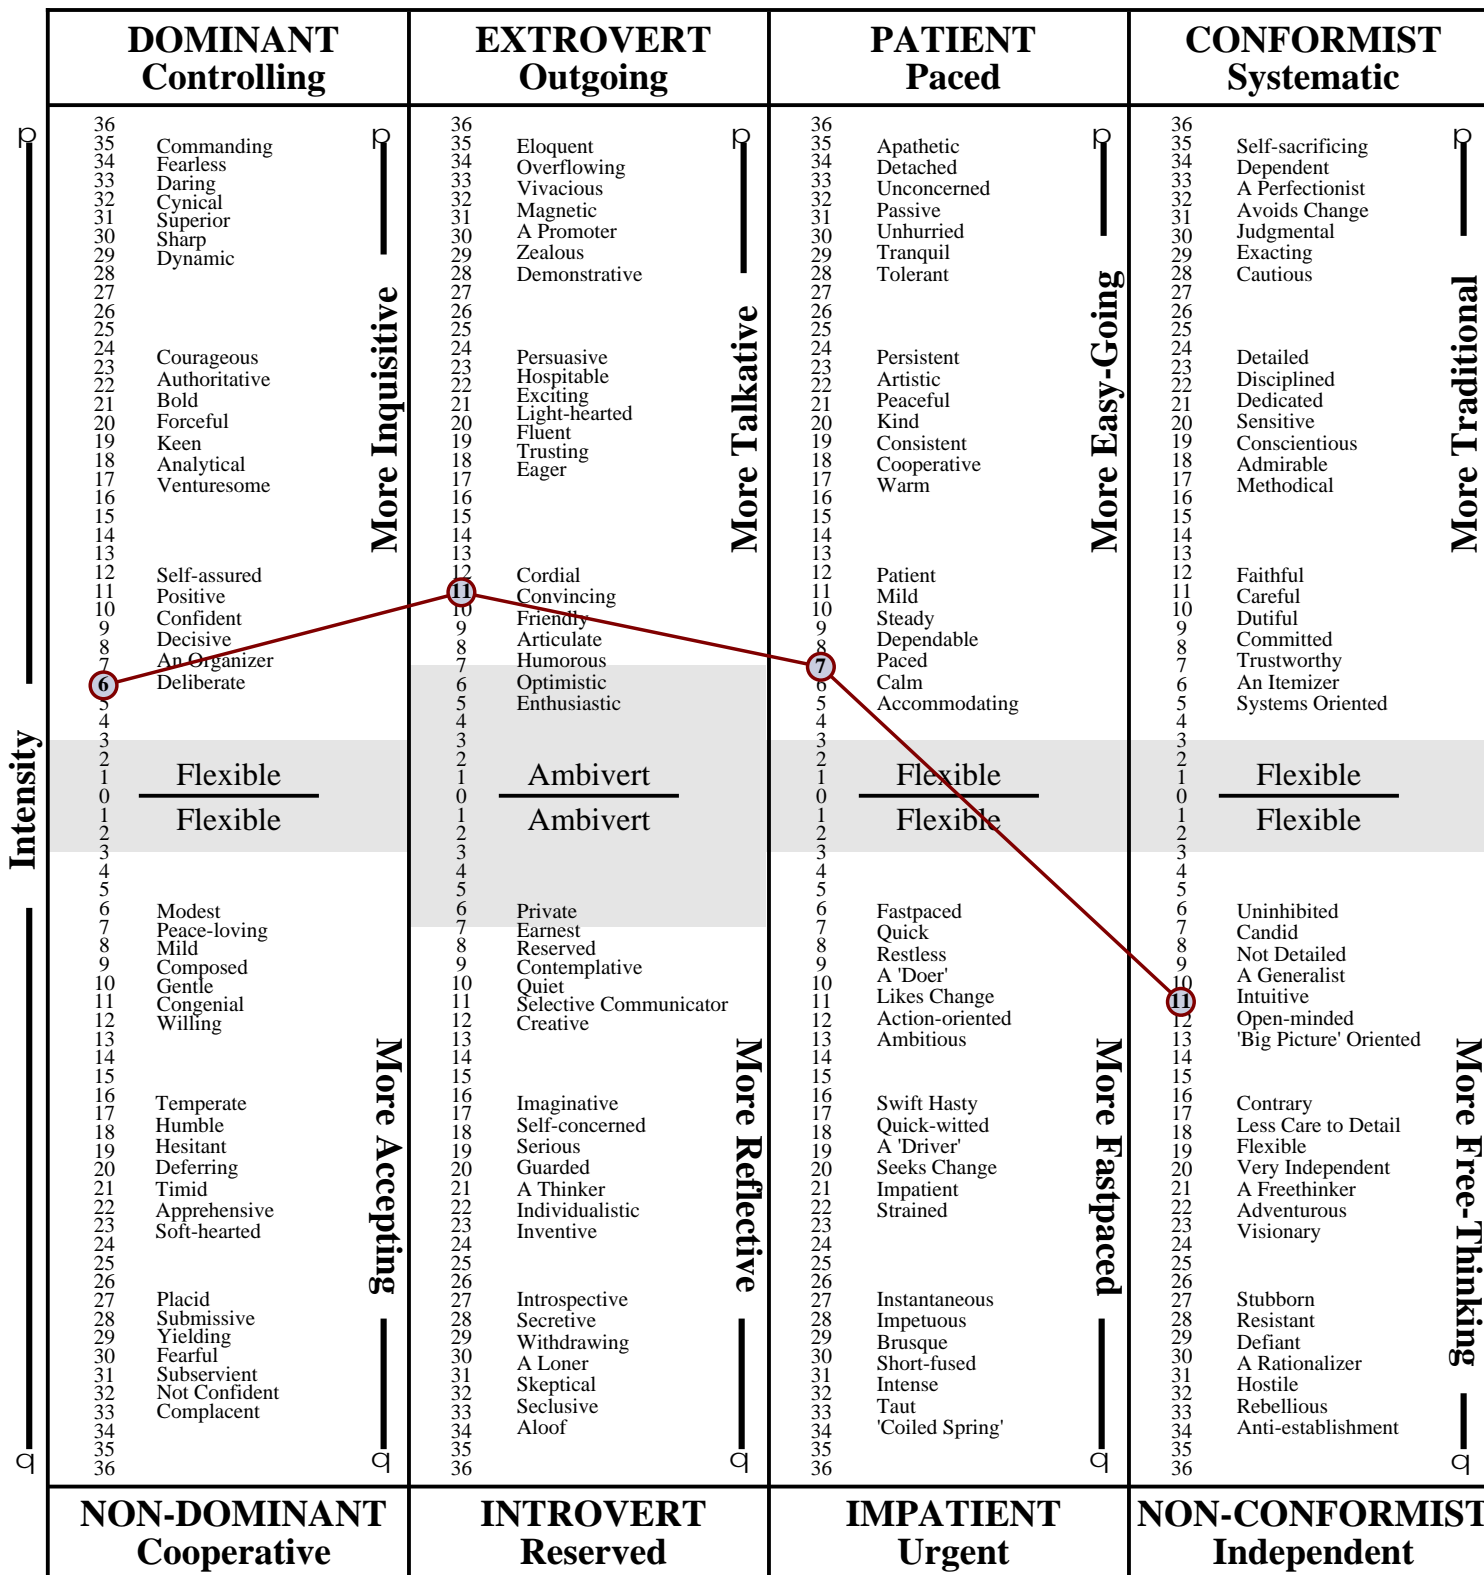 DOMINANT
Controlling
36
35 Commanding
34 Fearless
33 Daring
32 Cynical
31 Superior
30 Sharp
29 Dynamic
28
27
26
25
24 Courageous
23
22 Authoritative
21 Bold
20 Forceful
19 Keen
18 Analytical
17 Venturesome
16
15
14
13
12 Self-assured
11 Positive
10 Confident
9
8 Decisive
7 An Organizer
6 Deliberate
5
4
3
2
1 Flexible
0
1 Flexible
2
3
4
5
6 Modest
7 Peace-loving
8 Mild
9 Composed
10 Gentle
11 Congenial
12 Willing
13
14
15
16 Temperate
17
18 Humble
19 Hesitant
20 Deferring
21 Timid
22 Apprehensive
23 Soft-hearted
24
25
26
27 Placid
28 Submissive
29 Yielding
30 Fearful
31 Subservient
32 Not Confident
33 Complacent
34
35
36
NON-DOMINANT
Cooperative
EXTROVERT
Outgoing
36
35 Eloquent
34 Overflowing
33 Vivacious
32
31 Magnetic
30 A Promoter
29 Zealous
28 Demonstrative
27
26
25
24 Persuasive
23 Hospitable
22 Exciting
21 Light-hearted
20 Fluent
19 Trusting
18 Eager
17
16
15
14
13
12 Cordial
11 Convincing
10 Friendly
9
8 Articulate
7 Humorous
6 Optimistic
5 Enthusiastic
4
3
2
1 Ambivert
0
1 Ambivert
2
3
4
5
6 Private
7 Earnest
8 Reserved
9 Contemplative
10 Quiet
11 Selective Communicator
12 Creative
13
14
15
16 Imaginative
17
18 Self-concerned
19 Serious
20 Guarded
21 A Thinker
22 Individualistic
23 Inventive
24
25
26
27 Introspective
28 Secretive
29 Withdrawing
30 A Loner
31
32 Skeptical
33 Seclusive
34 Aloof
35
36
INTROVERT
Reserved
PATIENT
Paced
36
35 Apathetic
34 Detached
33 Unconcerned
32
31 Passive
30 Unhurried
29 Tranquil
28 Tolerant
27
26
25
24 Persistent
23
22 Artistic
21 Peaceful
20 Kind
19 Consistent
18 Cooperative
17 Warm
16
15
14
13
12 Patient
11 Mild
10 Steady
9
8 Dependable
7 Paced
6 Calm
5 Accommodating
4
3
2
1 Flexible
0
1 Flexible
2
3
4
5
6 Fastpaced
7 Quick
8 Restless
9
10 A 'Doer'
11 Likes Change
12 Action-oriented
13 Ambitious
14
15
16 Swift Hasty
17
18 Quick-witted
19 A 'Driver'
20 Seeks Change
21 Impatient
22 Strained
23
24
25
26
27 Instantaneous
28 Impetuous
29 Brusque
30 Short-fused
31
32 Intense
33 Taut
34 'Coiled Spring'
35
36
IMPATIENT
Urgent
CONFORMIST
Systematic
36
35 Self-sacrificing
34 Dependent
33 A Perfectionist
32
31 Avoids Change
30 Judgmental
29 Exacting
28 Cautious
27
26
25
24 Detailed
23
22 Disciplined
21 Dedicated
20 Sensitive
19 Conscientious
18 Admirable
17 Methodical
16
15
14
13
12 Faithful
11 Careful
10 Dutiful
9
8 Committed
7 Trustworthy
6 An Itemizer
5 Systems Oriented
4
3
2
1 Flexible
0
1 Flexible
2
3
4
5
6 Uninhibited
7 Candid
8 Not Detailed
9
10 A Generalist
11 Intuitive
12 Open-minded
13 'Big Picture' Oriented
14
15
16 Contrary
17
18 Less Care to Detail
19 Flexible
20 Very Independent
21 A Freethinker
22 Adventurous
23 Visionary
24
25
26
27 Stubborn
28 Resistant
29 Defiant
30 A Rationalizer
31
32 Hostile
33 Rebellious
34 Anti-establishment
35
36
NON-CONFORMIST
Independent
p
Intensity
q
p
More Inquisitive
More Accepting
q
More Talkative
More Reflective
q
p
More Easy-Going
More Fastpaced
q
p
More Traditional
More Free-Thinking
q